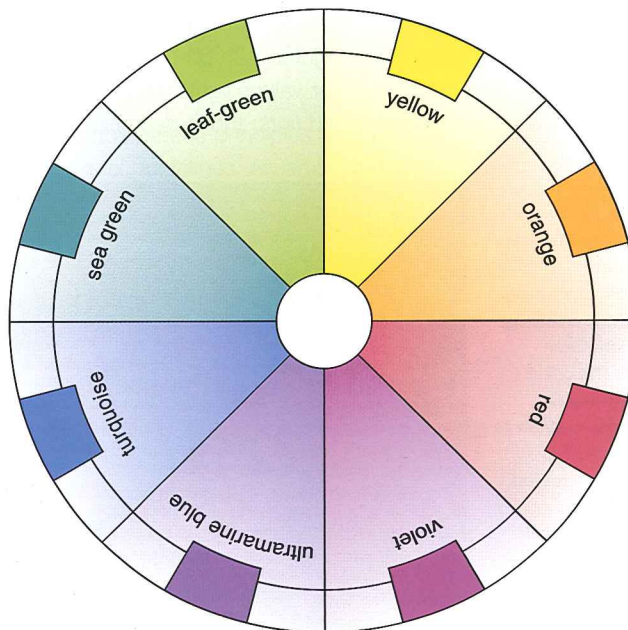 yellow
orange
red
violet
ultramarine blue
turquoise
sea green
leaf-green